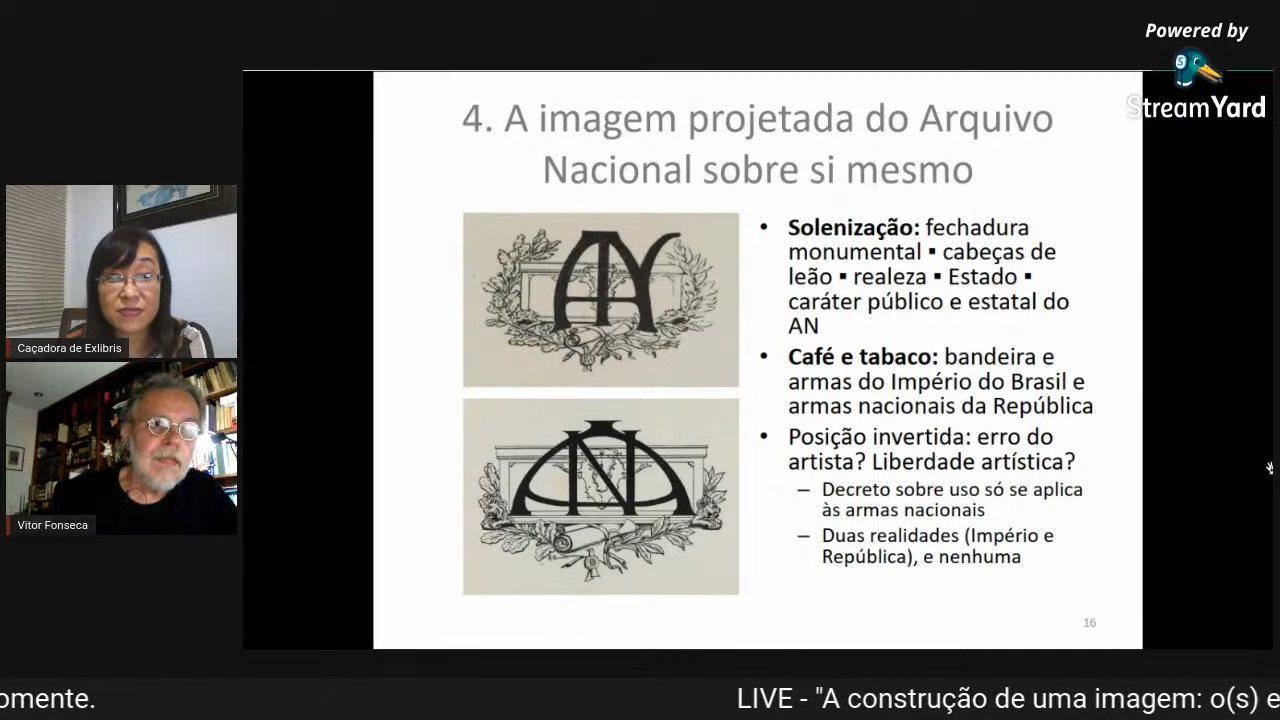 Powered by
StreamYard
4. A imagem projetada do Arquivo
Nacional sobre si mesmo
• Solenização: fechadura
monumental ▪ cabeças de
leão ▪ realeza ▪ Estado ▪
caráter público e estatal do
AN
• Café e tabaco: bandeira e
armas do Império do Brasil e
armas nacionais da República
• Posição invertida: erro do
artista? Liberdade artística?
– Decreto sobre uso só se aplica
às armas nacionais
– Duas realidades (Império e
República), e nenhuma
16
Caçadora de Exlibris
Vitor Fonseca
omente.
LIVE - "A construção de uma imagem: o(s) e